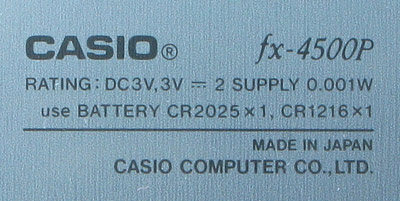 CASIO® fx-4500P
RATING: DC3V,3V ⎓ 2 SUPPLY 0.001W
use BATTERY CR2025×1, CR1216×1
MADE IN JAPAN
CASIO COMPUTER CO.,LTD.